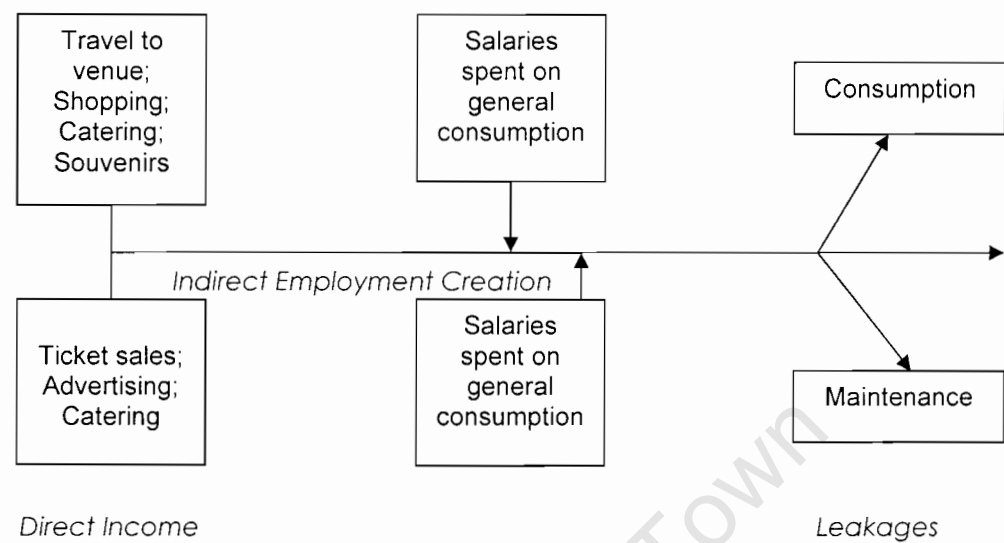 Travel to
venue;
Shopping;
Catering;
Souvenirs
Salaries
spent on
general
consumption
Consumption
Indirect Employment Creation
Ticket sales;
Advertising;
Catering
Salaries
spent on
general
consumption
Maintenance
Direct Income
Leakages
Town